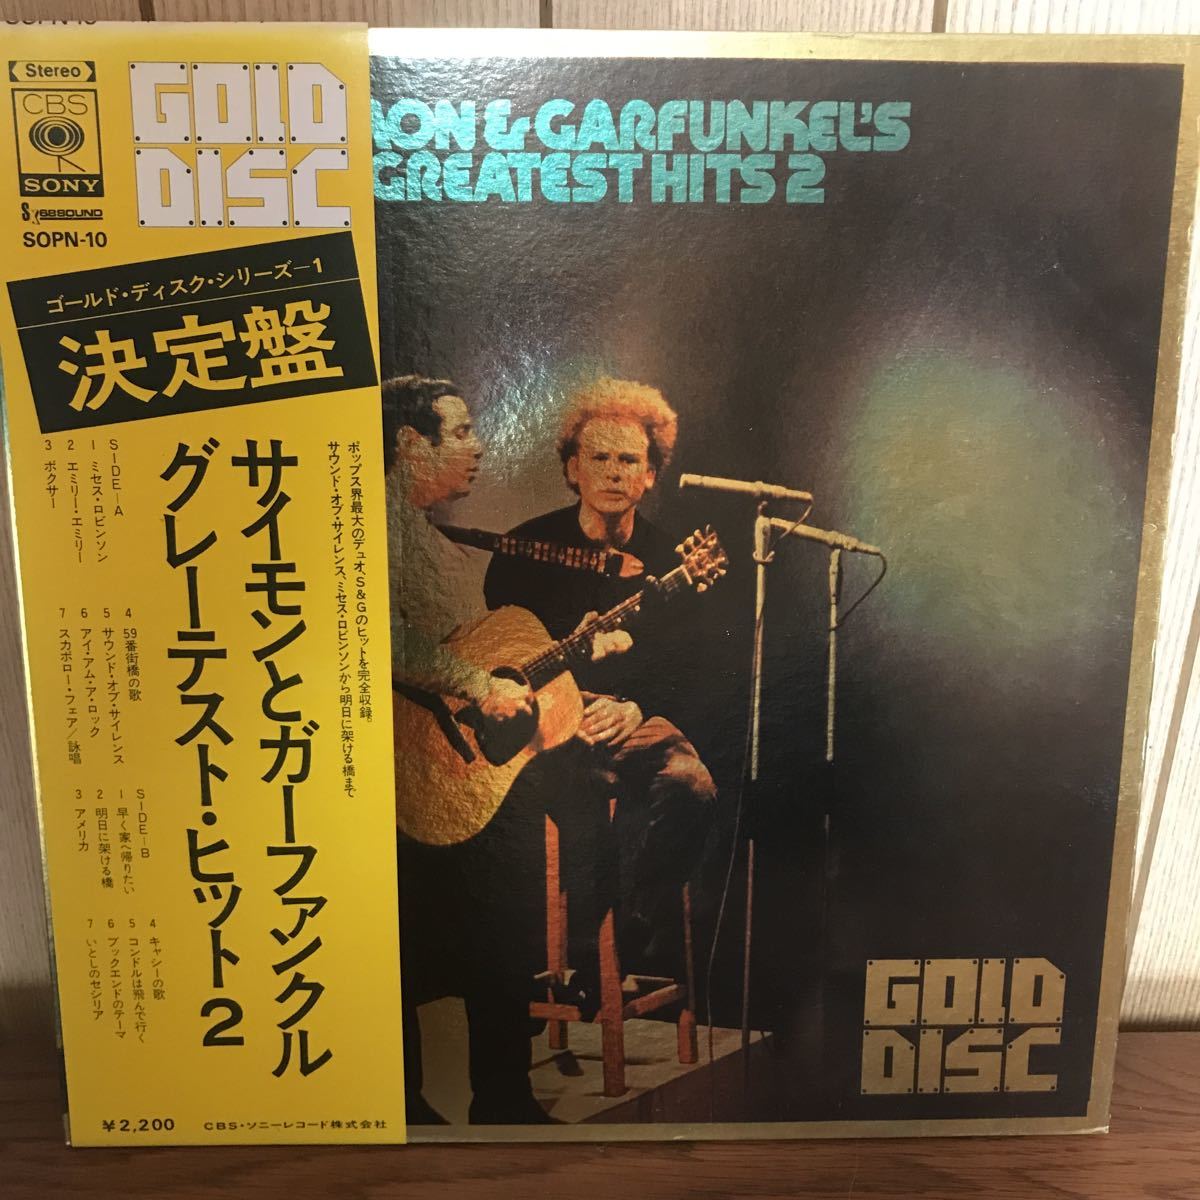 Stereo
CBS
SONY
SX68SOUND
SOPN-10
GOLD
DISC
ゴールド・ディスク・シリーズ—1
決定盤
ポップス界最大のデュオ、S&Gのヒットを完全収録。
サウンド・オブ・サイレンス、ミセス・ロビンソンから明日に架ける橋まで
サイモンとガーファンクル
グレーテスト・ヒット2
SIDE—A
1 ミセス・ロビンソン
2 エミリー・エミリー
3 ボクサー
4 59番街橋の歌
5 サウンド・オブ・サイレンス
6 アイ・アム・ア・ロック
7 スカボロー・フェア/詠唱
SIDE—B
1 早く家へ帰りたい
2 明日に架ける橋
3 アメリカ
4 キャシーの歌
5 コンドルは飛んで行く
6 ブックエンドのテーマ
7 いとしのセシリア
¥2,200
CBS・ソニーレコード株式会社
ON & GARFUNKEL'S
GREATEST HITS 2
GOLD
DISC